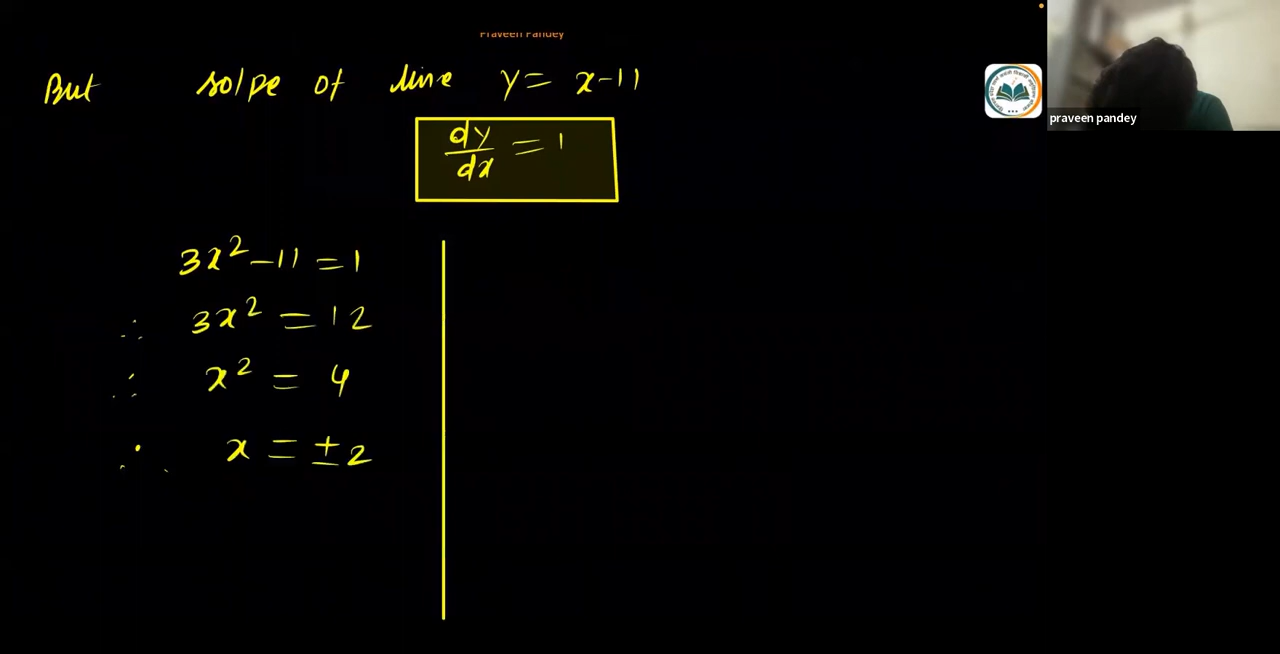 Praveen Pandey
But solpe of line y = x-11
dy/dx = 1
3x² - 11 = 1
∴ 3x² = 12
∴ x² = 4
∴ x = ±2
praveen pandey